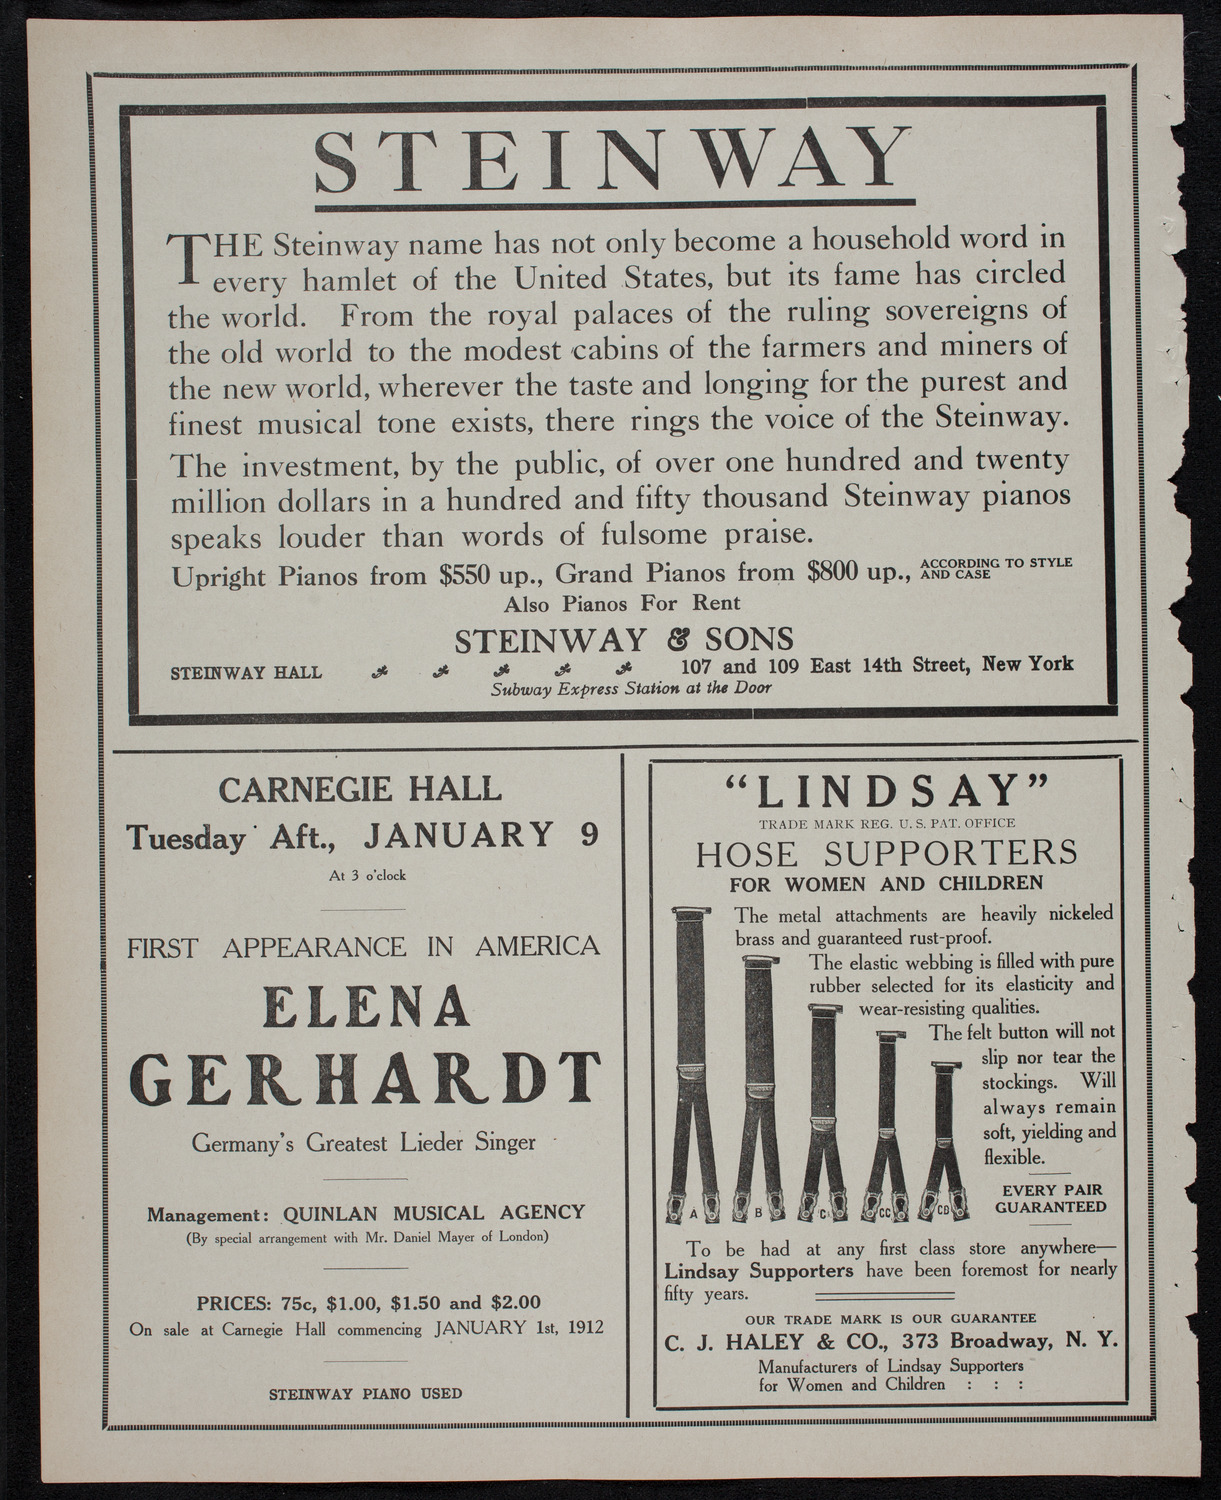 STEINWAY
THE Steinway name has not only become a household word in
every hamlet of the United States, but its fame has circled
the world. From the royal palaces of the ruling sovereigns of
the old world to the modest cabins of the farmers and miners of
the new world, wherever the taste and longing for the purest and
finest musical tone exists, there rings the voice of the Steinway.
The investment, by the public, of over one hundred and twenty
million dollars in a hundred and fifty thousand Steinway pianos
speaks louder than words of fulsome praise.
Upright Pianos from $550 up., Grand Pianos from $800 up., ACCORDING TO STYLE
AND CASE
Also Pianos For Rent
STEINWAY & SONS
STEINWAY HALL 107 and 109 East 14th Street, New York
Subway Express Station at the Door
CARNEGIE HALL
Tuesday Aft., JANUARY 9
At 3 o'clock
FIRST APPEARANCE IN AMERICA
ELENA
GERHARDT
Germany's Greatest Lieder Singer
Management: QUINLAN MUSICAL AGENCY
(By special arrangement with Mr. Daniel Mayer of London)
PRICES: 75c, $1.00, $1.50 and $2.00
On sale at Carnegie Hall commencing JANUARY 1st, 1912
STEINWAY PIANO USED
"LINDSAY"
TRADE MARK REG. U. S. PAT. OFFICE
HOSE SUPPORTERS
FOR WOMEN AND CHILDREN
The metal attachments are heavily nickeled
brass and guaranteed rust-proof.
The elastic webbing is filled with pure
rubber selected for its elasticity and
wear-resisting qualities.
The felt button will not
slip nor tear the
stockings. Will
always remain
soft, yielding and
flexible.
EVERY PAIR
GUARANTEED
A B C CC CD
To be had at any first class store anywhere—
Lindsay Supporters have been foremost for nearly
fifty years.
OUR TRADE MARK IS OUR GUARANTEE
C. J. HALEY & CO., 373 Broadway, N. Y.
Manufacturers of Lindsay Supporters
for Women and Children : : :